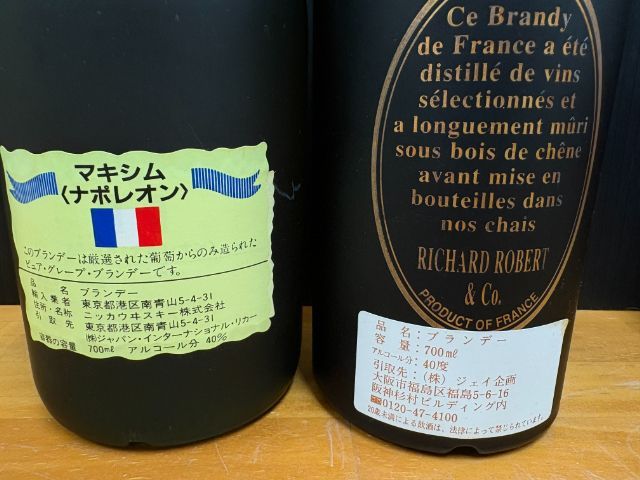 マキシム
〈ナポレオン〉
このブランデーは厳選された葡萄からのみ造られた
ピュア・グレープ・ブランデーです。
品名 ブランデー
輸入業者 東京都港区南青山5-4-31
住所・名称 ニッカウヰスキー株式会社
引取先 東京都港区南青山5-4-31
㈱ジャパン・インターナショナル・リカー
容器の容量 700㎖ アルコール分 40%
Ce Brandy
de France a été
distillé de vins
sélectionnés et
a longuement mûri
sous bois de chêne
avant mise en
bouteilles dans
nos chais
RICHARD ROBERT
& Co.
PRODUCT OF FRANCE
品名:ブランデー
容量:700㎖
アルコール分:40度
引取先:(株)ジェイ企画
大阪市福島区福島5-6-16
阪神杉村ビルディング内
0120-47-4100
20歳未満による飲酒は、法律によって禁じられています。